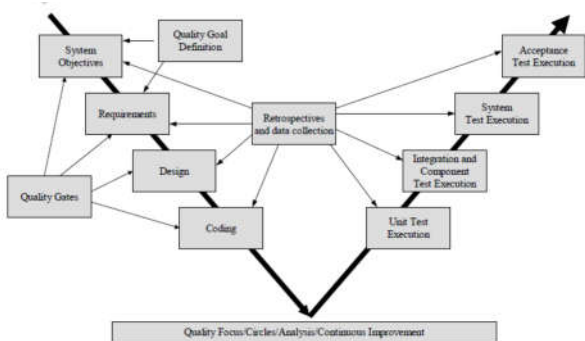 System
Objectives
Quality Goal
Definition
Acceptance
Test Execution
Requirements
Retrospectives
and data collection
System
Test Execution
Design
Integration and
Component
Test Execution
Quality Gates
Coding
Unit Test
Execution
Quality Focus/Circles/Analysis/Continuous Improvement